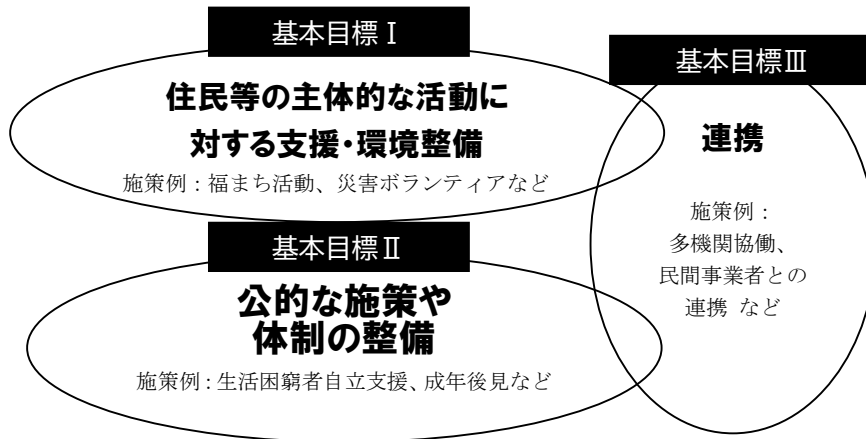 基本目標Ⅰ
住民等の主体的な活動に
対する支援・環境整備
施策例：福まち活動、災害ボランティアなど
基本目標Ⅱ
公的な施策や
体制の整備
施策例：生活困窮者自立支援、成年後見など
基本目標Ⅲ
連携
施策例：
多機関協働、
民間事業者との
連携 など